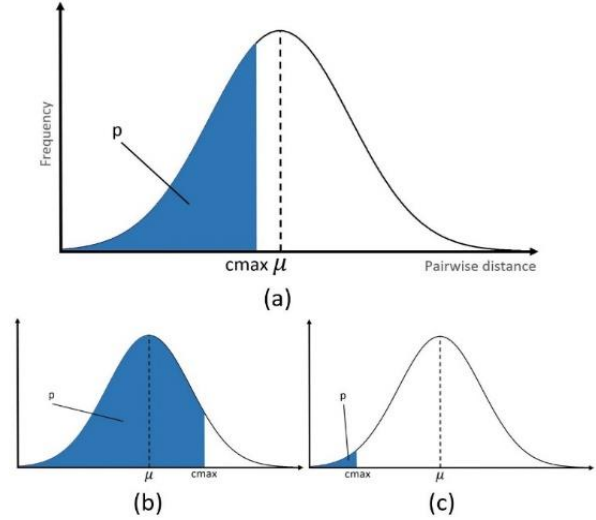 Frequency
p
cmax μ
Pairwise distance
(a)
p
μ
cmax
(b)
p
cmax
μ
(c)